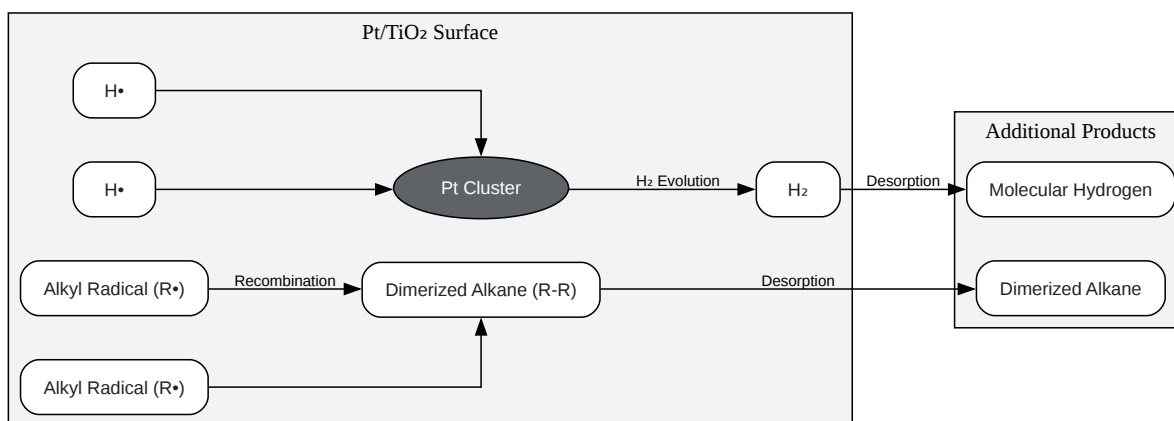 Pt/TiO₂ Surface
H•
Additional Products
H•
Pt Cluster
H₂ Evolution
H₂
Desorption
Molecular Hydrogen
Alkyl Radical (R•)
Recombination
Dimerized Alkane (R-R)
Desorption
Dimerized Alkane
Alkyl Radical (R•)